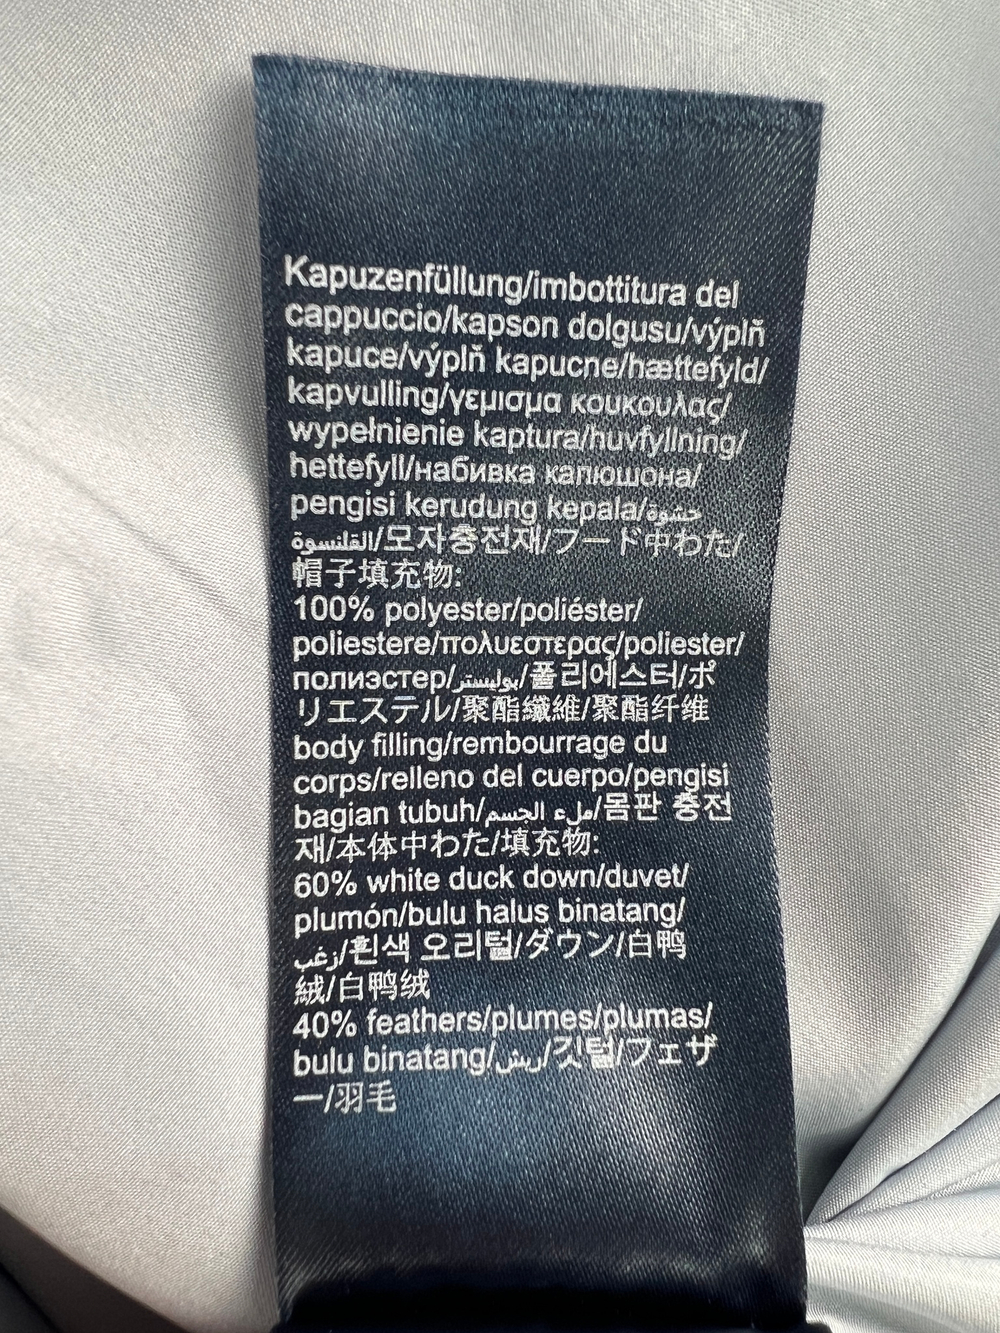 Kapuzenfüllung/imbottitura del
cappuccio/kapson dolgusu/výplň
kapuce/výplň kapucne/hættefyld/
kapvulling/γεμισμα κουκουλας/
wypełnienie kaptura/huvfyllning/
hettefyll/набивка капюшона/
pengisi kerudung kepala/حشوة
القلنسوة/모자충전재/フード中わた/
帽子填充物:
100% polyester/poliéster/
poliestere/πολυεστερας/poliester/
полиэстер/بوليستر/폴리에스터/ポ
リエステル/聚酯纖維/聚酯纤维
body filling/rembourrage du
corps/relleno del cuerpo/pengisi
bagian tubuh/ملء الجسم/몸판 충전
재/本体中わた/填充物:
60% white duck down/duvet/
plumón/bulu halus binatang/
زغب/흰색 오리털/ダウン/白鴨
絨/白鸭绒
40% feathers/plumes/plumas/
bulu binatang/ريش/깃털/フェザ
ー/羽毛